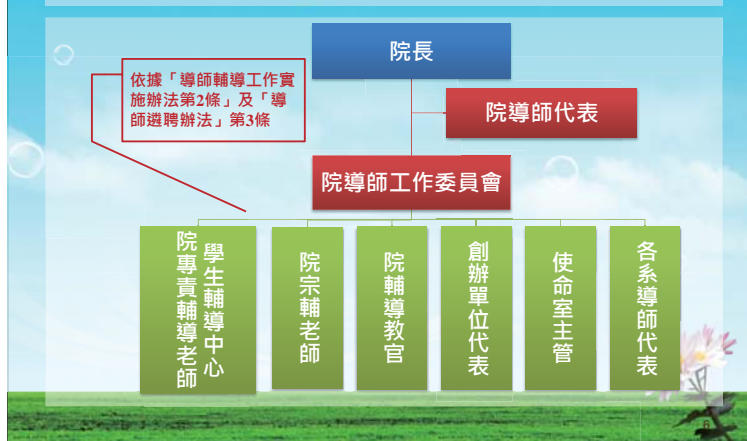 院長
依據「導師輔導工作實
施辦法第2條」及「導
師遴聘辦法」第3條
院導師代表
院導師工作委員會
學生輔導中心
院專責輔導老師
院宗輔老師
院輔導教官
創辦單位代表
使命室主管
各系導師代表
6